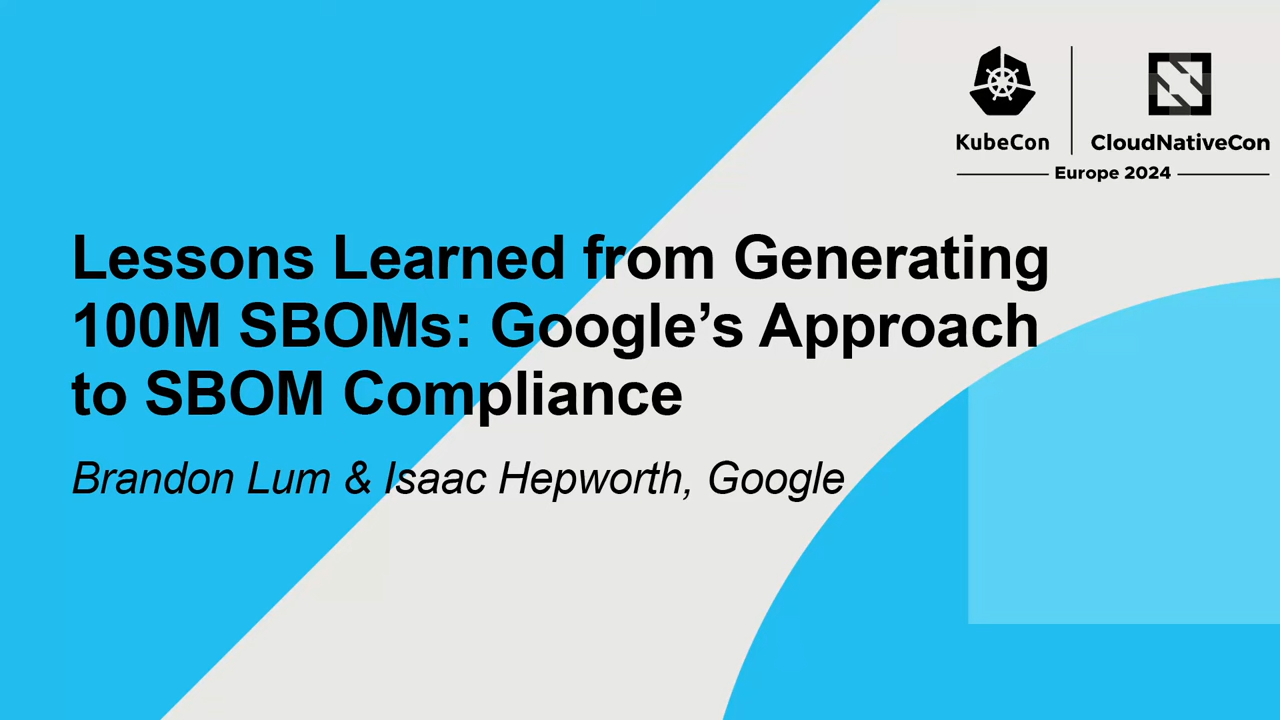 KubeCon
CloudNativeCon
Europe 2024
Lessons Learned from Generating
100M SBOMs: Google’s Approach
to SBOM Compliance
Brandon Lum & Isaac Hepworth, Google